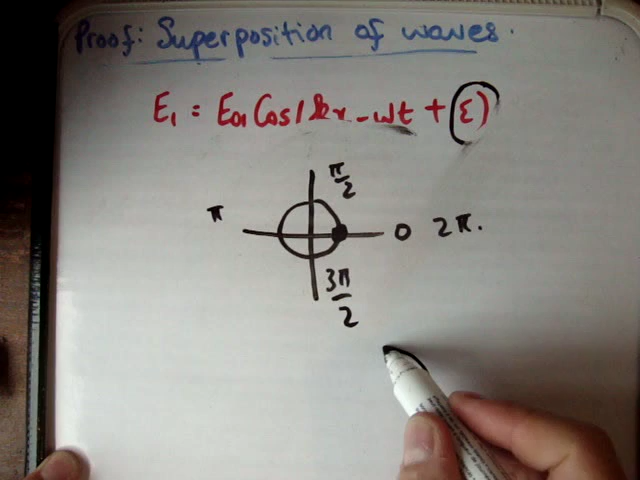 Proof: Superposition of waves.
E₁ = E₀₁ Cos(kx - ωt + ε)
π/2
π
0 2π.
3π/2